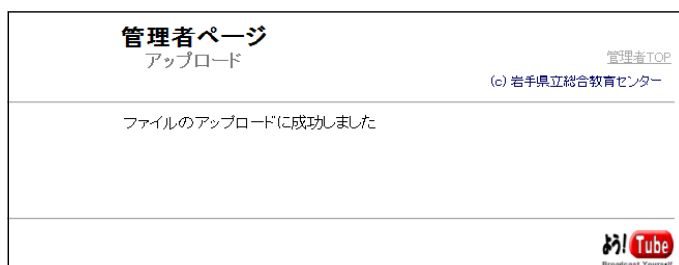 管理者ページ
アップロード
管理者TOP
(c) 岩手県立総合教育センター
ファイルのアップロードに成功しました
よう! Tube
Broadcast Yourself